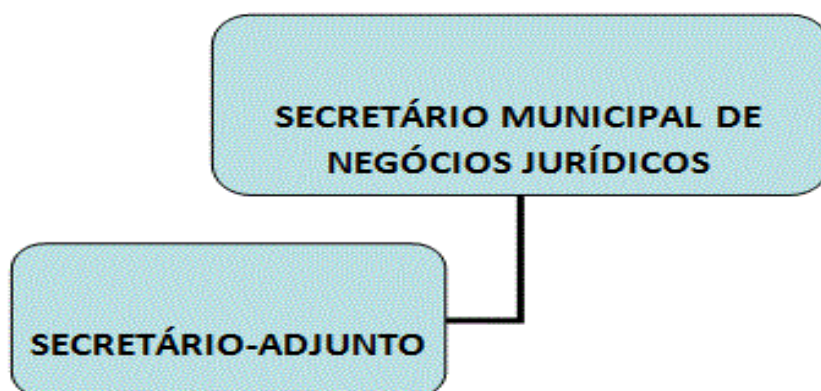 SECRETÁRIO MUNICIPAL DE
NEGÓCIOS JURÍDICOS
SECRETÁRIO-ADJUNTO